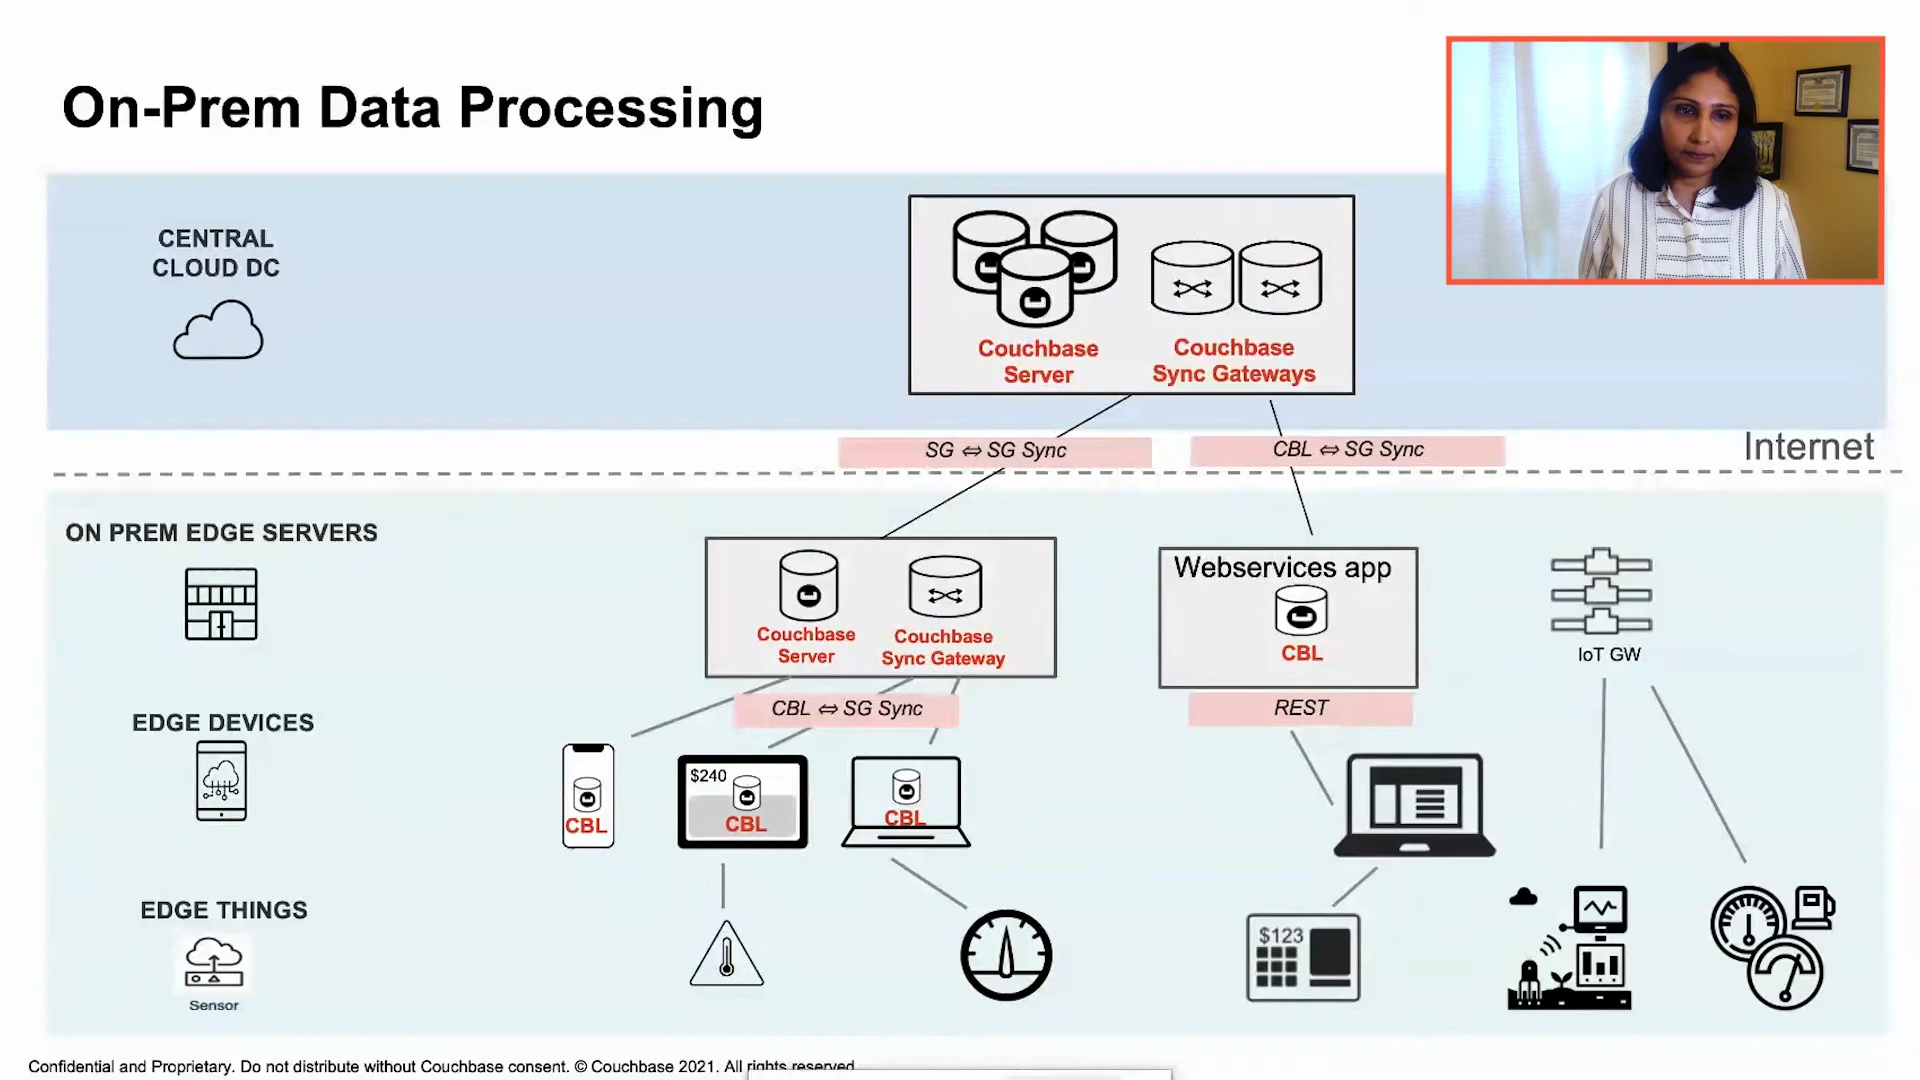 On-Prem Data Processing
CENTRAL
CLOUD DC
Couchbase
Server
Couchbase
Sync Gateways
SG ⇔ SG Sync
CBL ⇔ SG Sync
Internet
ON PREM EDGE SERVERS
Couchbase
Server
Couchbase
Sync Gateway
Webservices app
CBL
IoT GW
CBL ⇔ SG Sync
REST
EDGE DEVICES
CBL
$240
CBL
CBL
EDGE THINGS
Sensor
$123
Confidential and Proprietary. Do not distribute without Couchbase consent. © Couchbase 2021. All rights reserved.